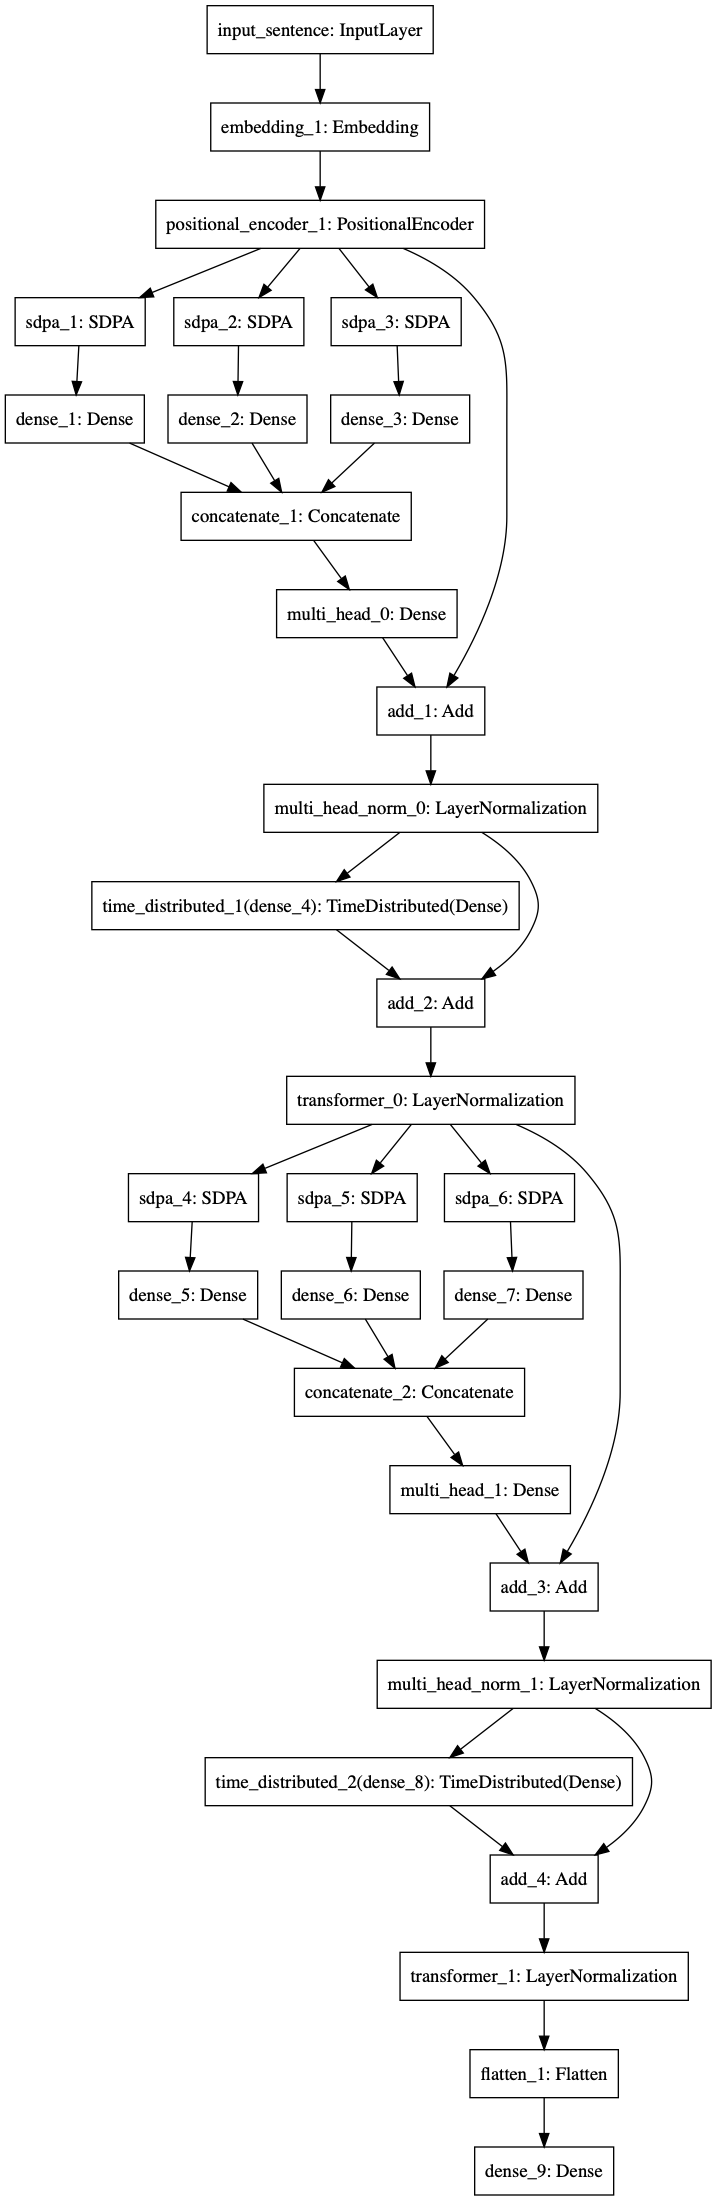 input_sentence: InputLayer
embedding_1: Embedding
positional_encoder_1: PositionalEncoder
sdpa_1: SDPA
sdpa_2: SDPA
sdpa_3: SDPA
dense_1: Dense
dense_2: Dense
dense_3: Dense
concatenate_1: Concatenate
multi_head_0: Dense
add_1: Add
multi_head_norm_0: LayerNormalization
time_distributed_1(dense_4): TimeDistributed(Dense)
add_2: Add
transformer_0: LayerNormalization
sdpa_4: SDPA
sdpa_5: SDPA
sdpa_6: SDPA
dense_5: Dense
dense_6: Dense
dense_7: Dense
concatenate_2: Concatenate
multi_head_1: Dense
add_3: Add
multi_head_norm_1: LayerNormalization
time_distributed_2(dense_8): TimeDistributed(Dense)
add_4: Add
transformer_1: LayerNormalization
flatten_1: Flatten
dense_9: Dense